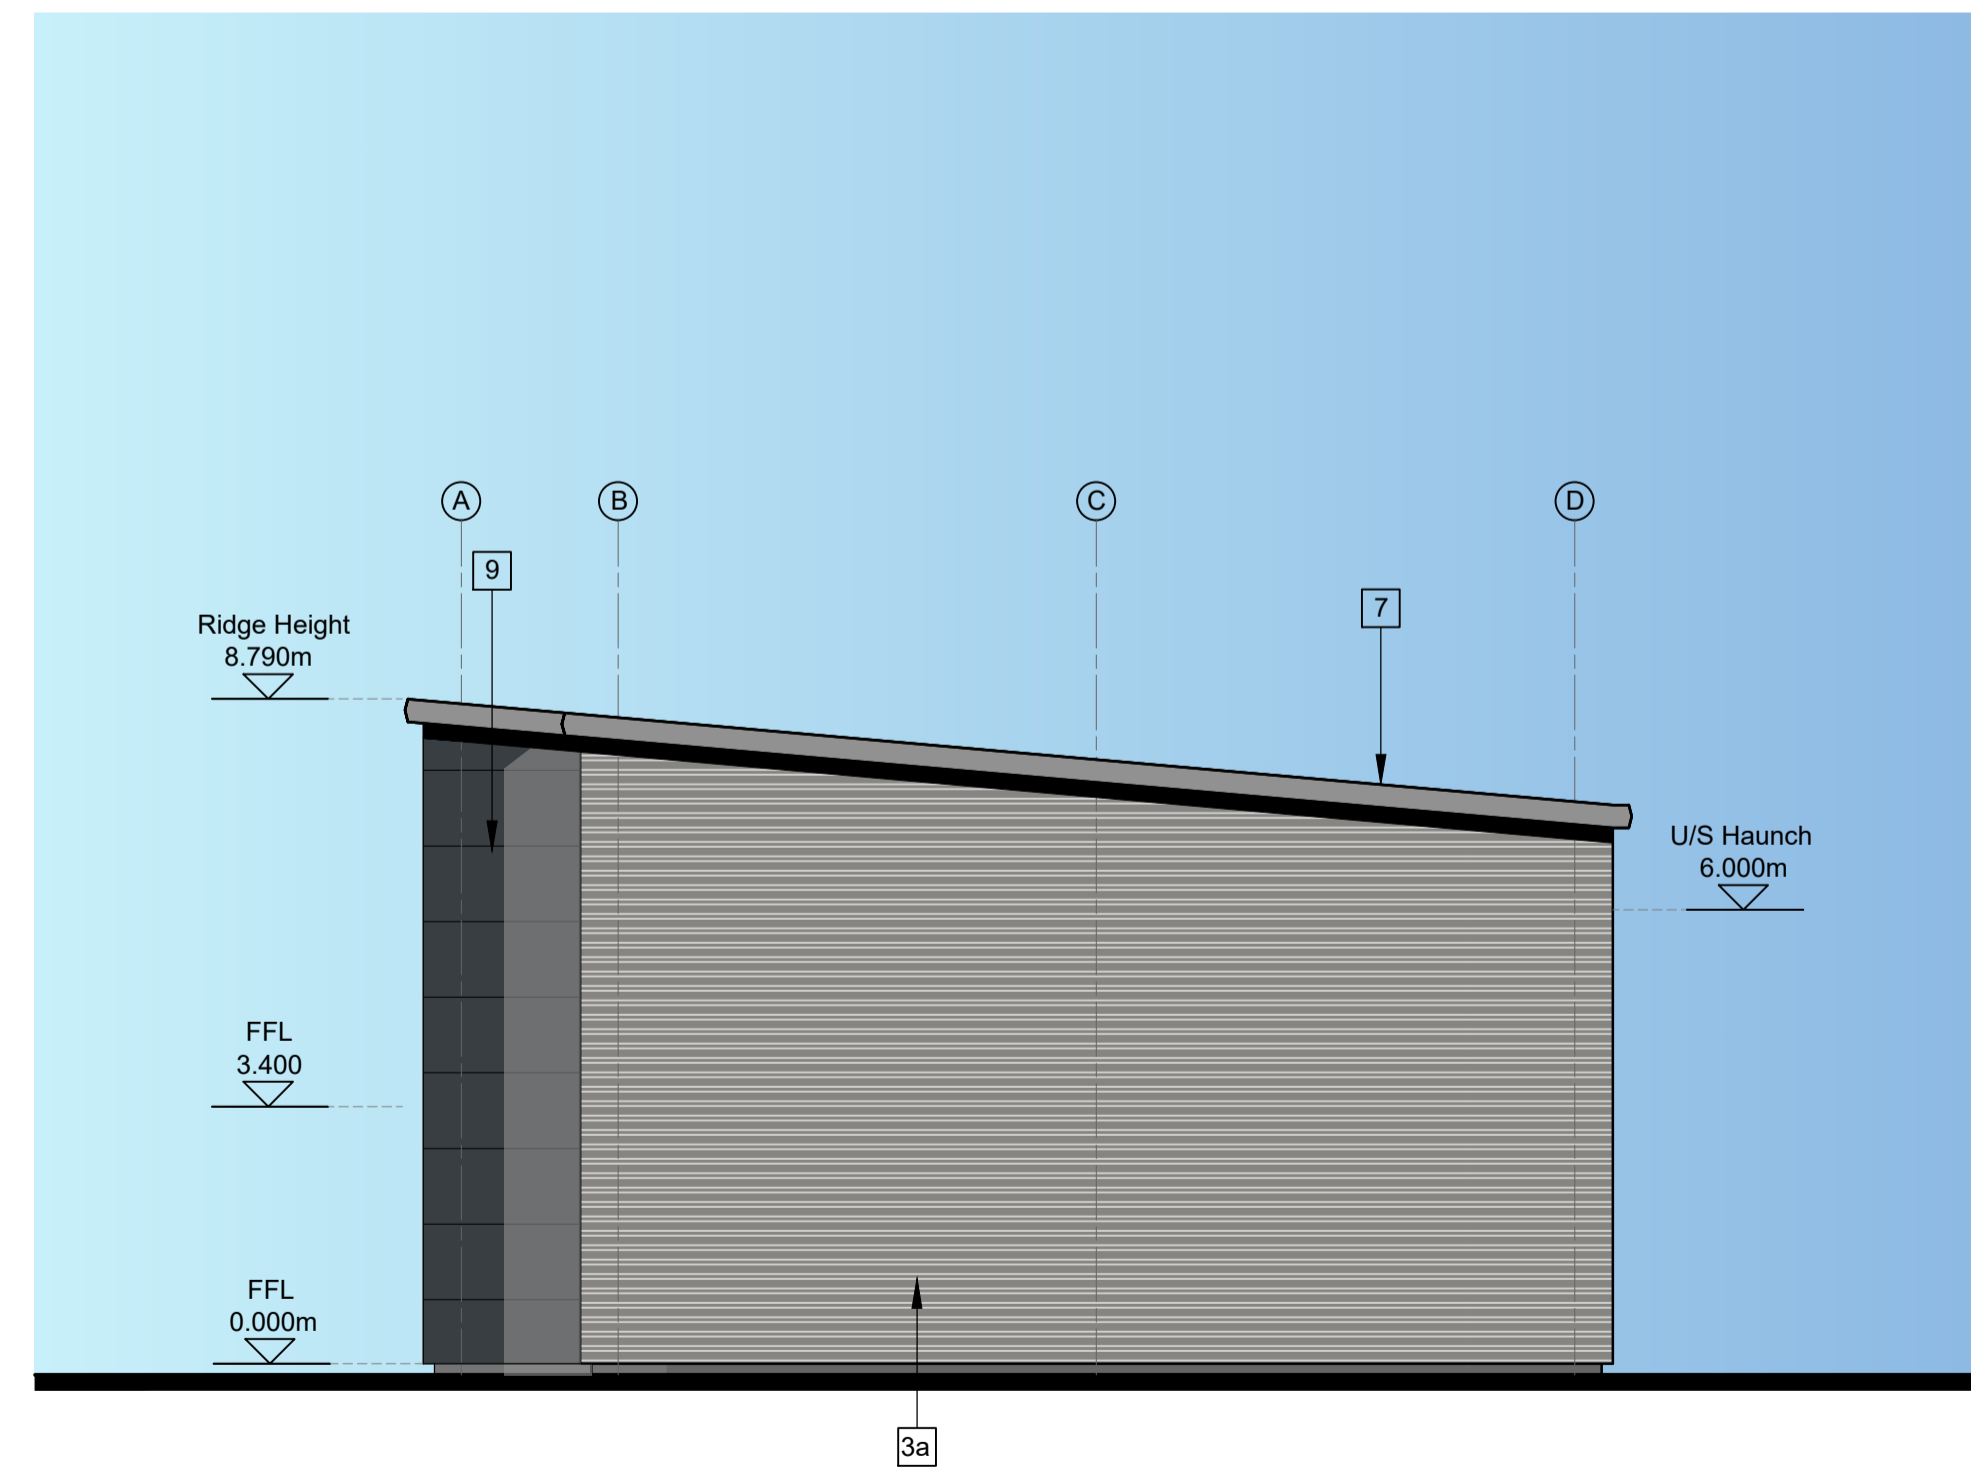 A
B
C
D
9
7
Ridge Height
8.790m
U/S Haunch
6.000m
FFL
3.400
FFL
0.000m
3a